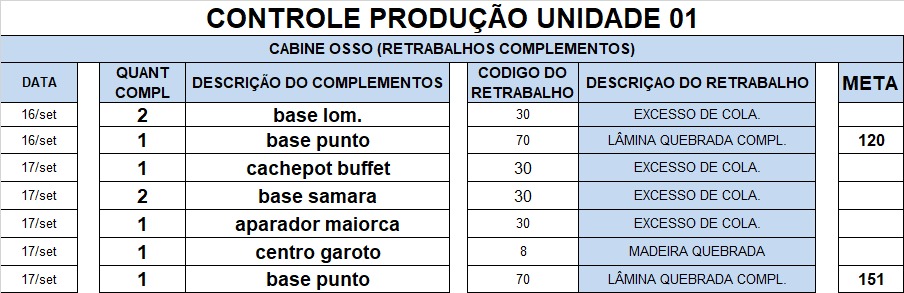 CONTROLE PRODUÇÃO UNIDADE 01
CABINE OSSO (RETRABALHOS COMPLEMENTOS)
DATA QUANT COMPL DESCRIÇÃO DO COMPLEMENTOS CODIGO DO RETRABALHO DESCRIÇAO DO RETRABALHO META
16/set 2 base lom. 30 EXCESSO DE COLA.
16/set 1 base punto 70 LÂMINA QUEBRADA COMPL. 120
17/set 1 cachepot buffet 30 EXCESSO DE COLA.
17/set 2 base samara 30 EXCESSO DE COLA.
17/set 1 aparador maiorca 30 EXCESSO DE COLA.
17/set 1 centro garoto 8 MADEIRA QUEBRADA
17/set 1 base punto 70 LÂMINA QUEBRADA COMPL. 151